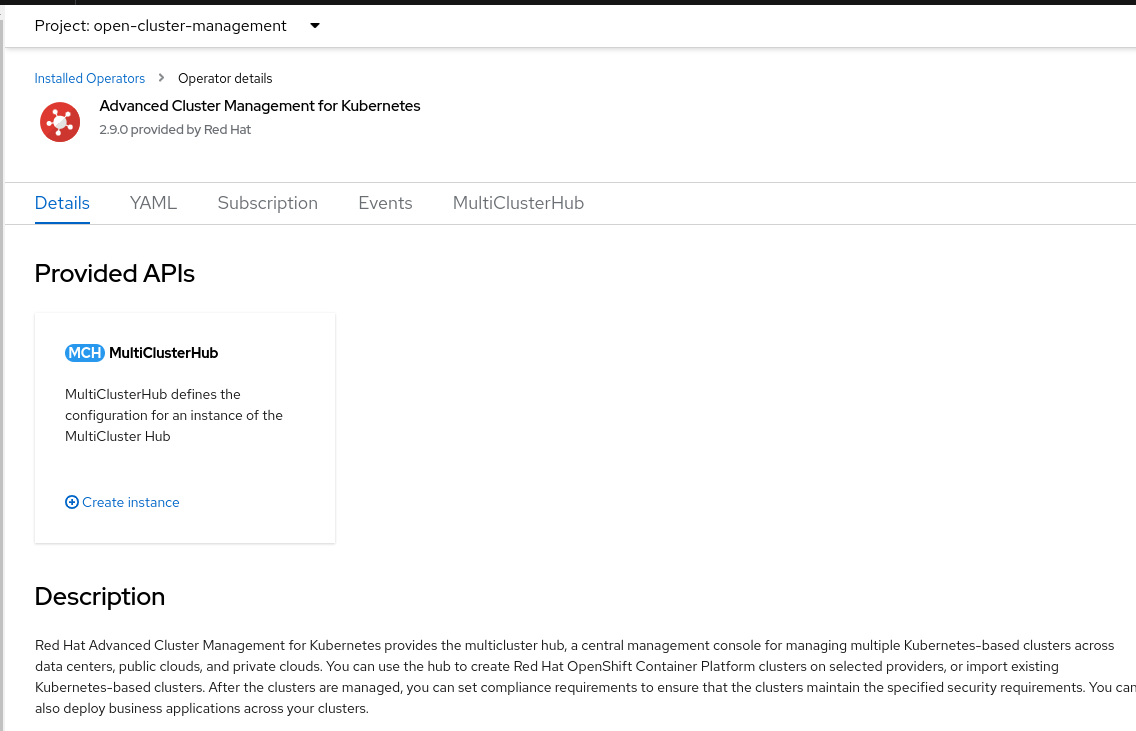 Project: open-cluster-management
Installed Operators > Operator details
Advanced Cluster Management for Kubernetes
2.9.0 provided by Red Hat
Details YAML Subscription Events MultiClusterHub
Provided APIs
MCH MultiClusterHub
MultiClusterHub defines the
configuration for an instance of the
MultiCluster Hub
Create instance
Description
Red Hat Advanced Cluster Management for Kubernetes provides the multicluster hub, a central management console for managing multiple Kubernetes-based clusters across
data centers, public clouds, and private clouds. You can use the hub to create Red Hat OpenShift Container Platform clusters on selected providers, or import existing
Kubernetes-based clusters. After the clusters are managed, you can set compliance requirements to ensure that the clusters maintain the specified security requirements. You can
also deploy business applications across your clusters.